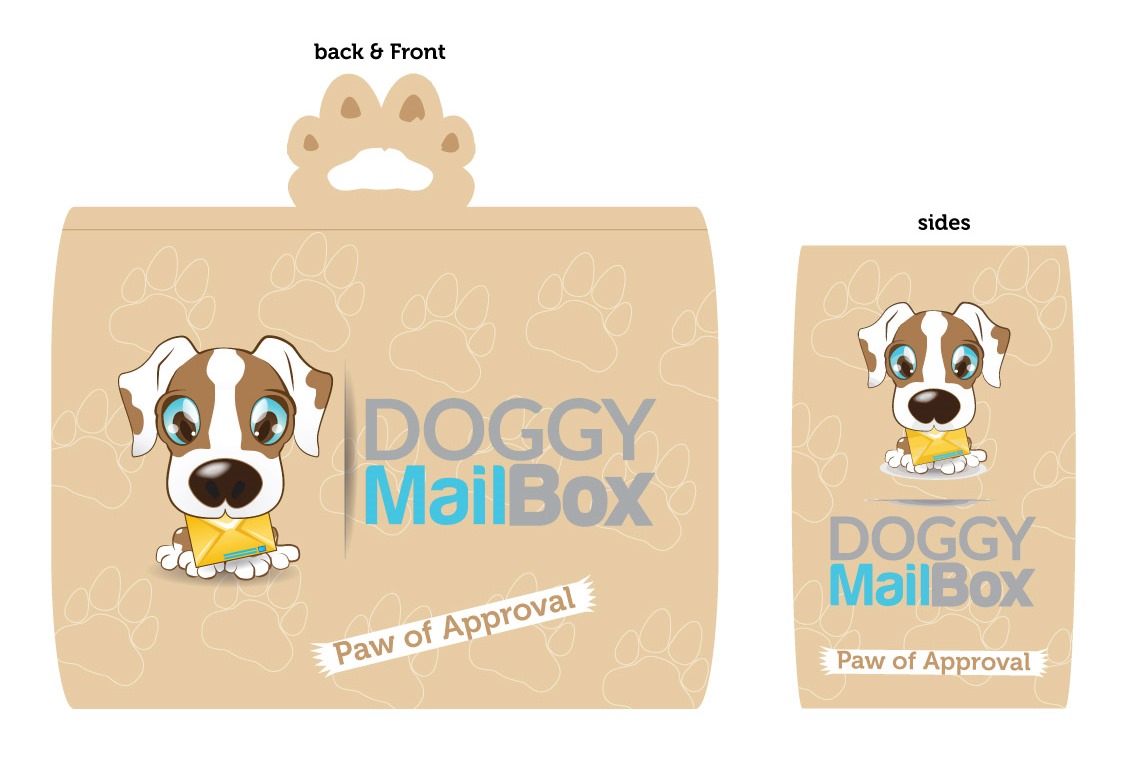 back & Front
DOGGY
MailBox
Paw of Approval
sides
DOGGY
MailBox
Paw of Approval